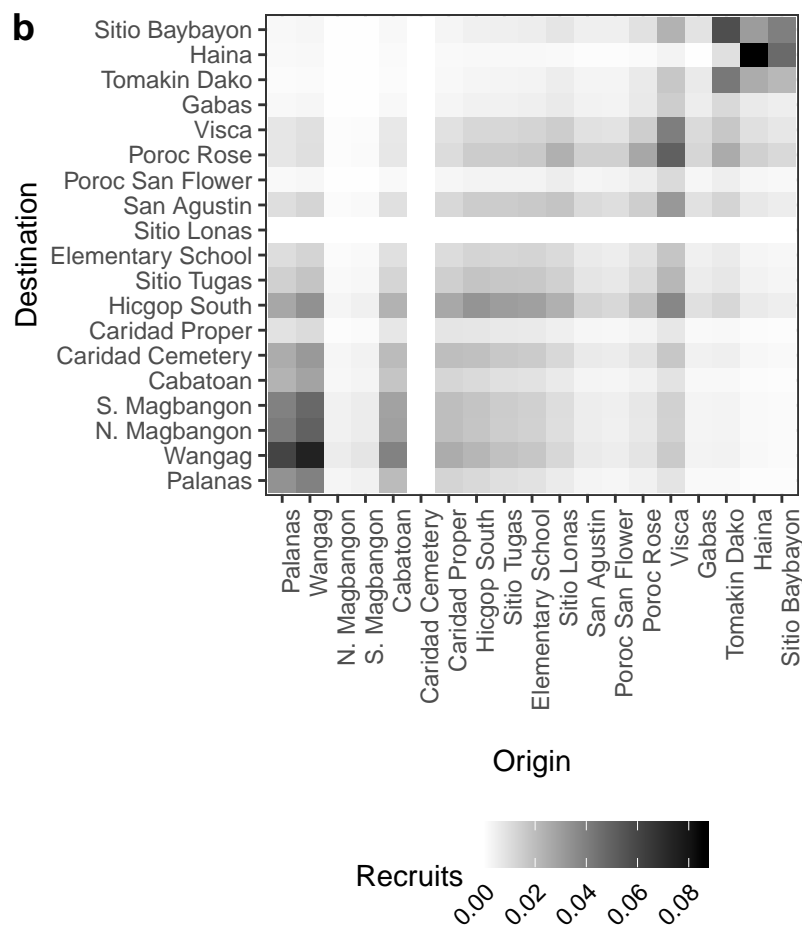 b
Sitio Baybayon
Haina
Tomakin Dako
Gabas
Visca
Poroc Rose
Poroc San Flower
San Agustin
Sitio Lonas
Elementary School
Sitio Tugas
Hicgop South
Caridad Proper
Caridad Cemetery
Cabatoan
S. Magbangon
N. Magbangon
Wangag
Palanas
Destination
Palanas
Wangag
N. Magbangon
S. Magbangon
Cabatoan
Caridad Cemetery
Caridad Proper
Hicgop South
Sitio Tugas
Elementary School
Sitio Lonas
San Agustin
Poroc San Flower
Poroc Rose
Visca
Gabas
Tomakin Dako
Haina
Sitio Baybayon
Origin
Recruits
0.00
0.02
0.04
0.06
0.08